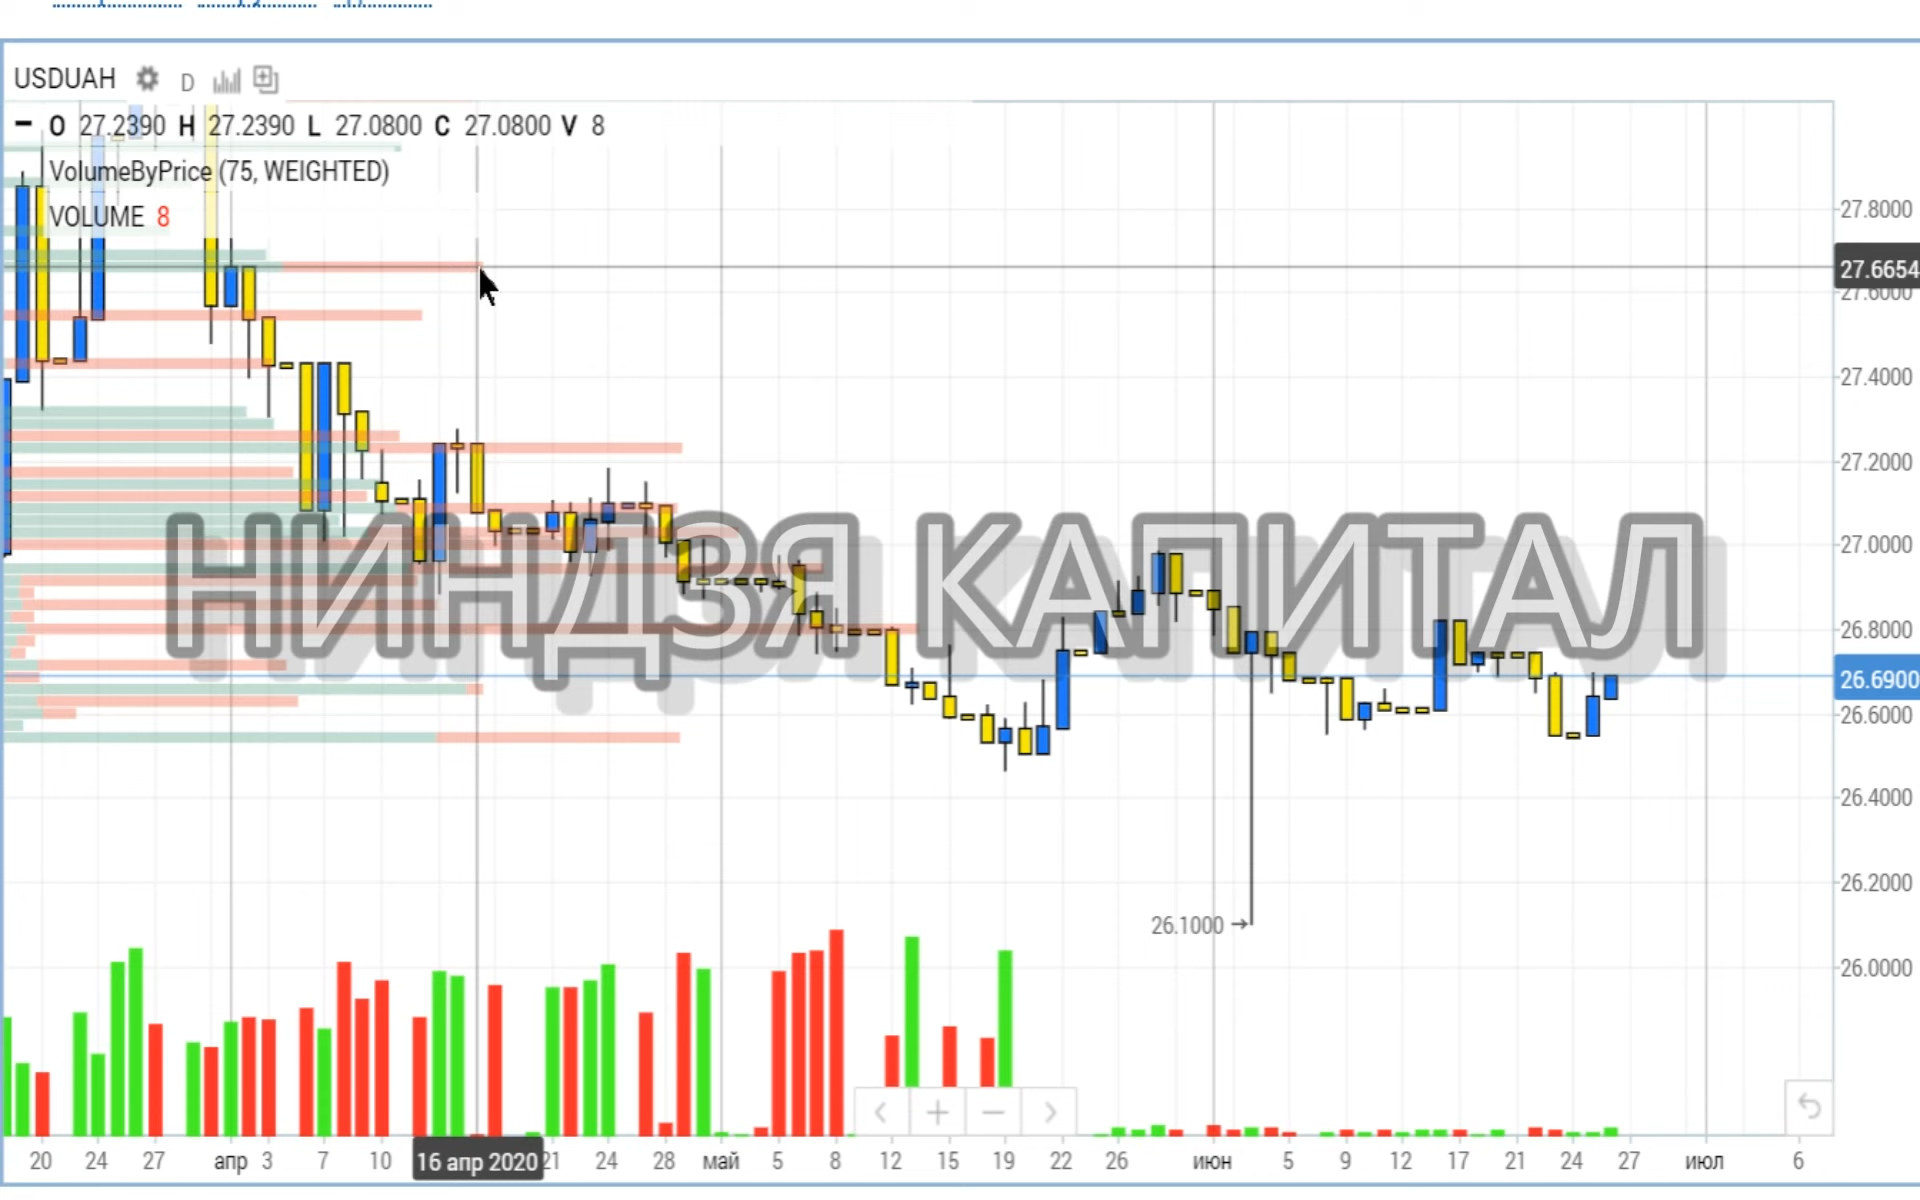 USDUAH D
O 27.2390 H 27.2390 L 27.0800 C 27.0800 V 8
VolumeByPrice (75, WEIGHTED)
VOLUME 8
27.8000
27.6654
27.6000
27.4000
27.2000
27.0000
НИНДЗЯ КАПИТАЛ
26.8000
26.6900
26.6000
26.4000
26.2000
26.1000
26.0000
20 24 27 апр 3 7 10 16 апр 2020 21 24 28 май 5 8 12 15 19 22 26 июн 5 9 12 17 21 24 27 июл 6